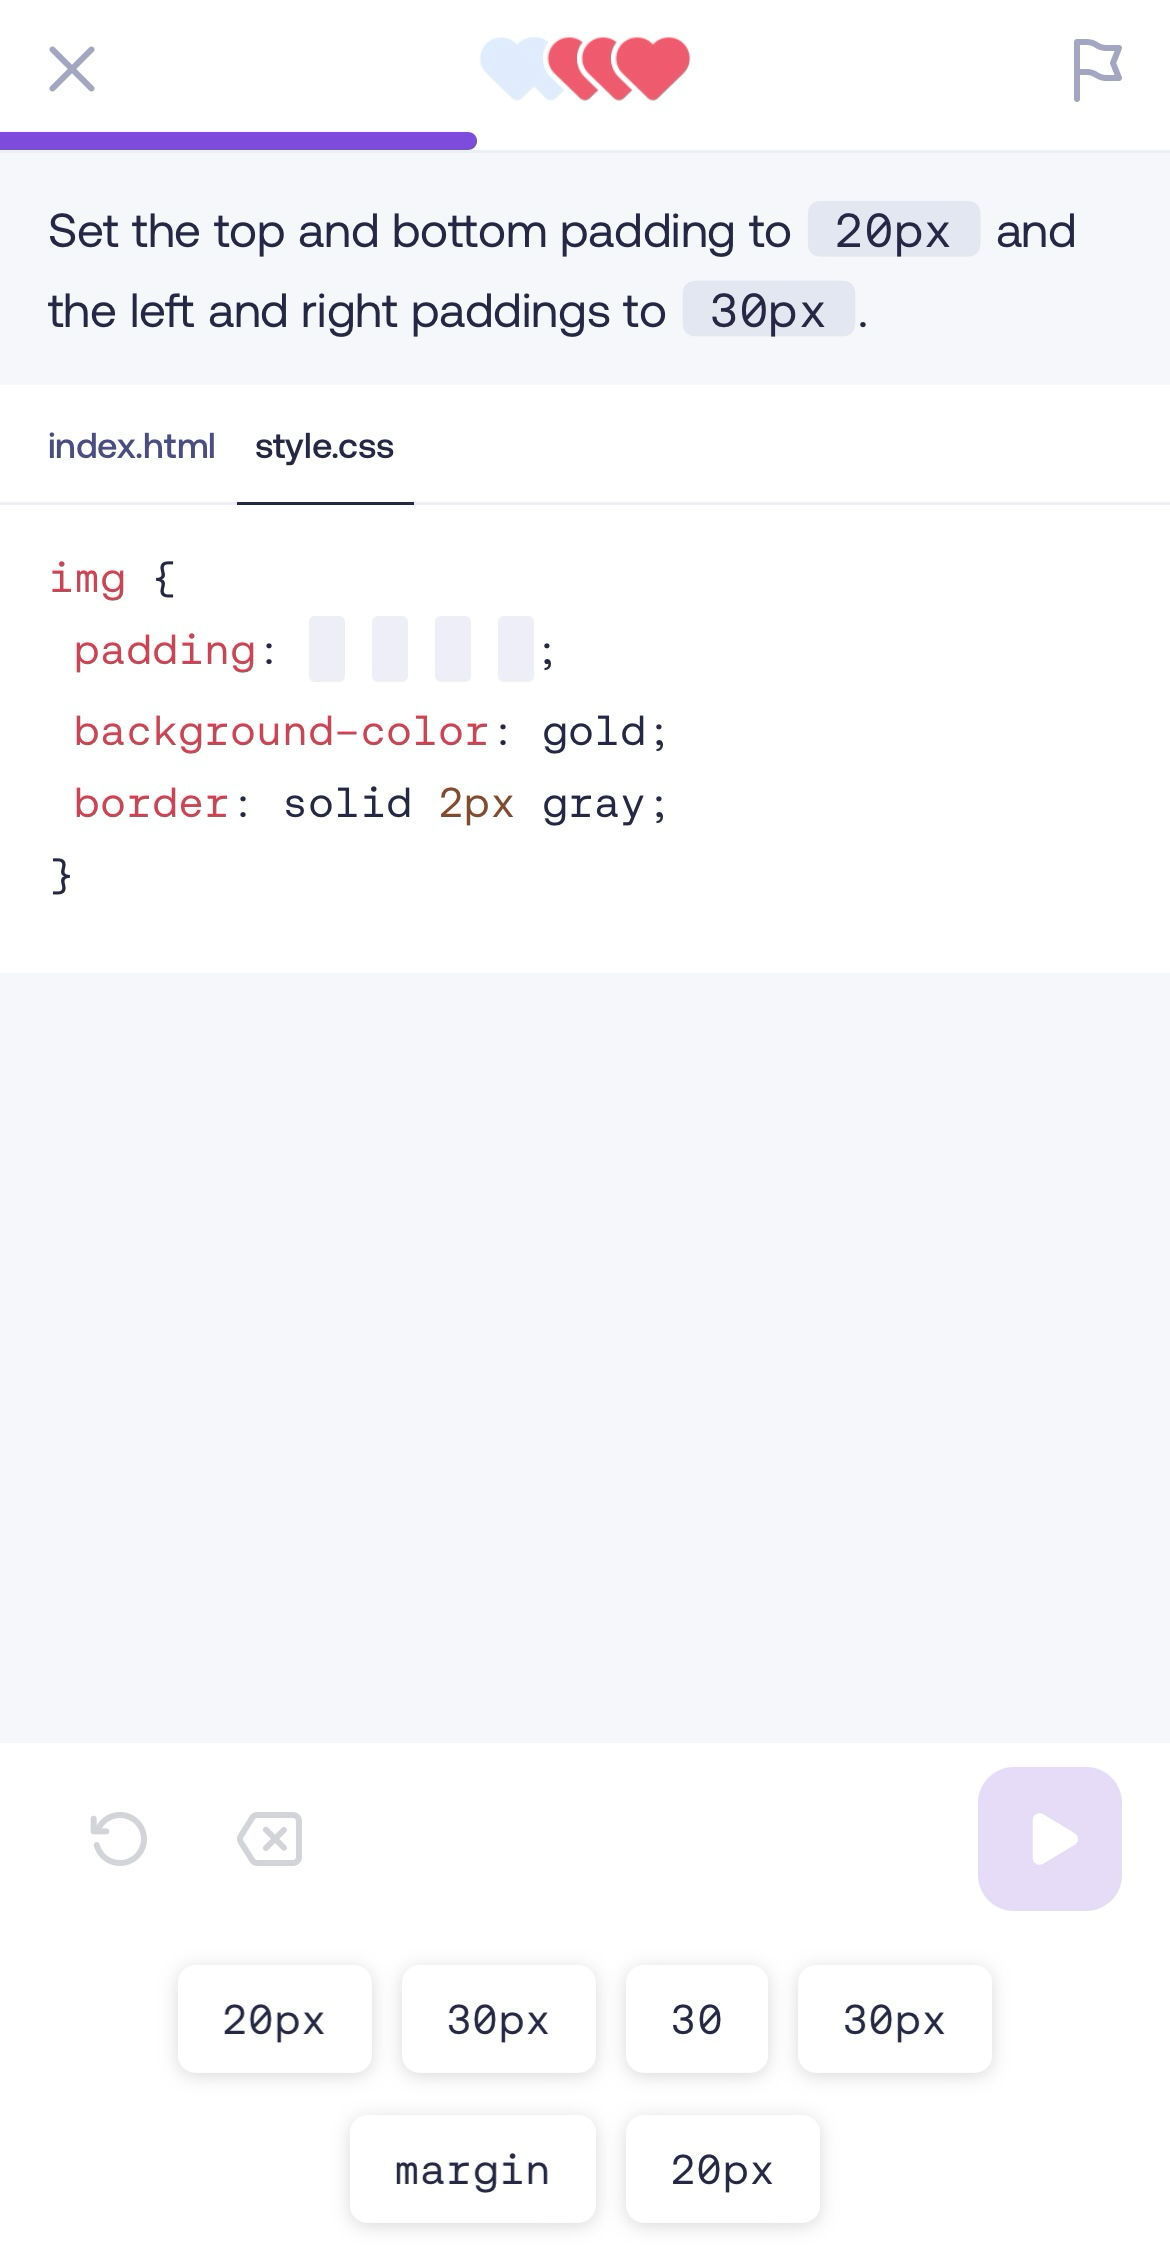 Set the top and bottom padding to 20px and
the left and right paddings to 30px.
index.html style.css
img {
padding: ;
background-color: gold;
border: solid 2px gray;
}
20px 30px 30 30px
margin 20px